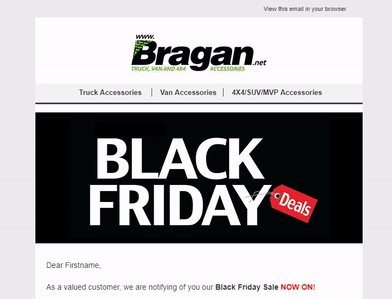 View this email in your browser
www.
Bragan.net
TRUCK, VAN AND 4X4 ACCESSORIES
Truck Accessories | Van Accessories | 4X4/SUV/MVP Accessories
BLACK
FRIDAY
Deals
Dear Firstname,
As a valued customer, we are notifying of you our Black Friday Sale NOW ON!